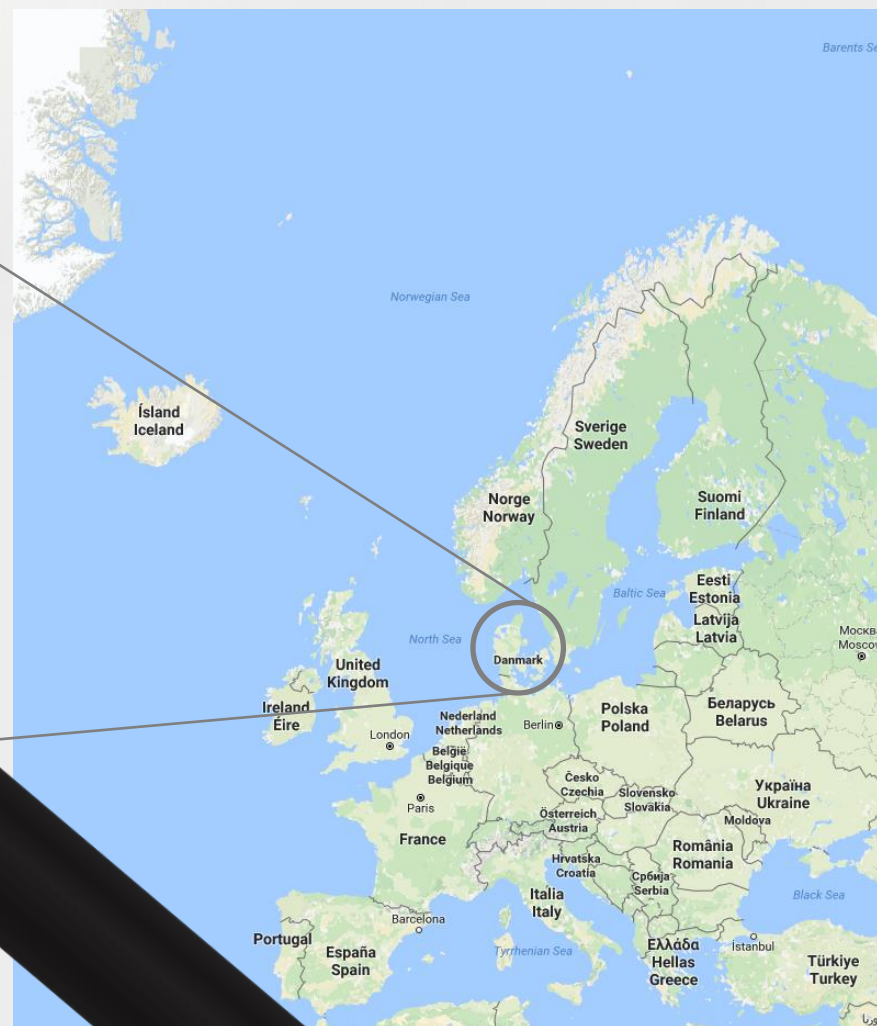 Barents Se
Norwegian Sea
Ísland
Iceland
Sverige
Sweden
Norge
Norway
Suomi
Finland
Eesti
Estonia
Baltic Sea
Latvija
Latvia
North Sea
Москв
Moscow
Danmark
United
Kingdom
Ireland
Éire
Nederland
Netherlands
Berlin
Polska
Poland
Беларусь
Belarus
London
België
Belgique
Belgium
Česko
Czechia
Slovensko
Slovakia
Україна
Ukraine
Paris
Österreich
Austria
Moldova
France
România
Romania
Hrvatska
Croatia
Србија
Serbia
Italia
Italy
Black Sea
Barcelona
Portugal
España
Spain
Tyrrhenian Sea
Ελλάδα
Hellas
Greece
İstanbul
Türkiye
Turkey